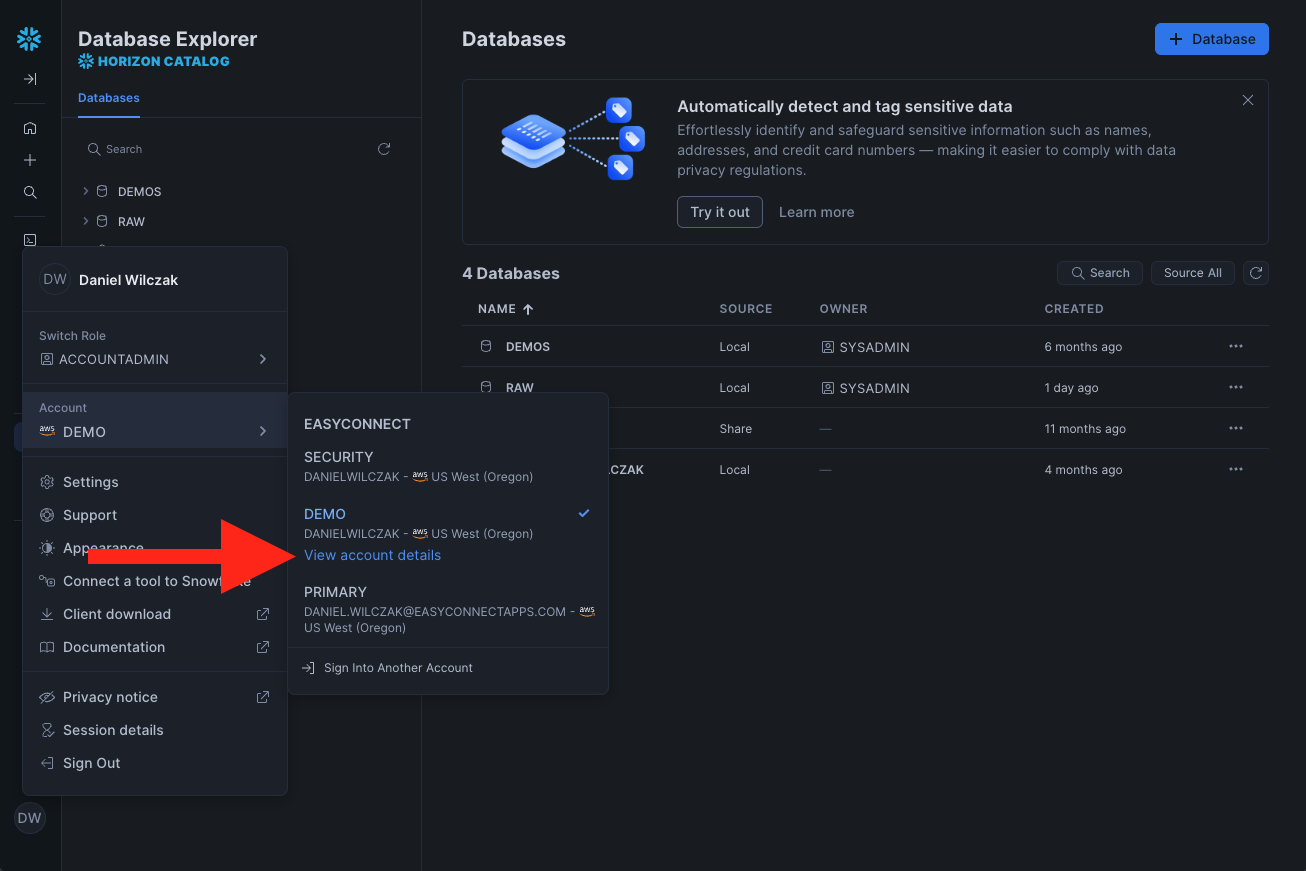 Database Explorer
HORIZON CATALOG
Databases
Search
DEMOS
RAW
DW
Daniel Wilczak
Switch Role
ACCOUNTADMIN
Account
aws DEMO
Settings
Support
Appearance
Connect a tool to
Client download
Documentation
Privacy notice
Session details
Sign Out
DW
EASYCONNECT
SECURITY
DANIELWILCZAK - aws US West (Oregon)
DEMO
DANIELWILCZAK - aws US West (Oregon)
View account details
PRIMARY
DANIEL.WILCZAK@EASYCONNECTAPPS.COM - aws
US West (Oregon)
Sign Into Another Account
Databases
+ Database
Automatically detect and tag sensitive data
Effortlessly identify and safeguard sensitive information such as names,
addresses, and credit card numbers — making it easier to comply with data
privacy regulations.
Try it out
Learn more
4 Databases
Search
Source All
NAME SOURCE OWNER CREATED
DEMOS Local SYSADMIN 6 months ago
RAW Local SYSADMIN 1 day ago
Share — 11 months ago
CZAK Local — 4 months ago